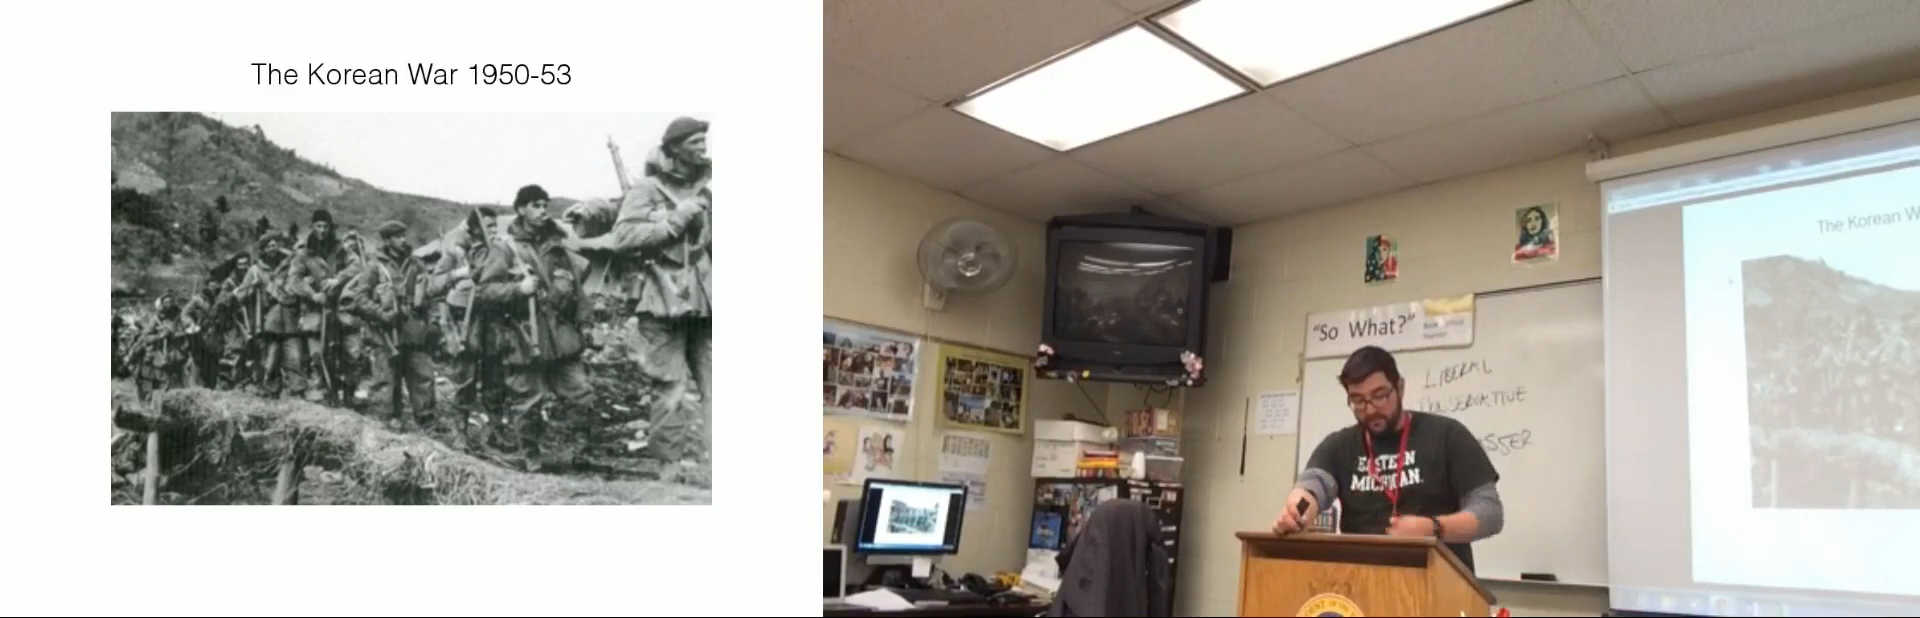 The Korean War 1950-53
The Korean W
"So What?"
LIBERAL
CONSERVATIVE
EASTERN
MICHIGAN